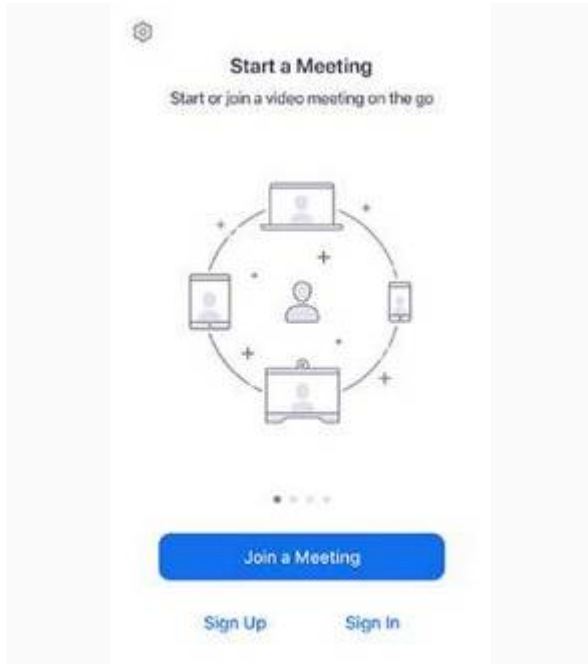 Start a Meeting
Start or join a video meeting on the go
Join a Meeting
Sign Up
Sign In